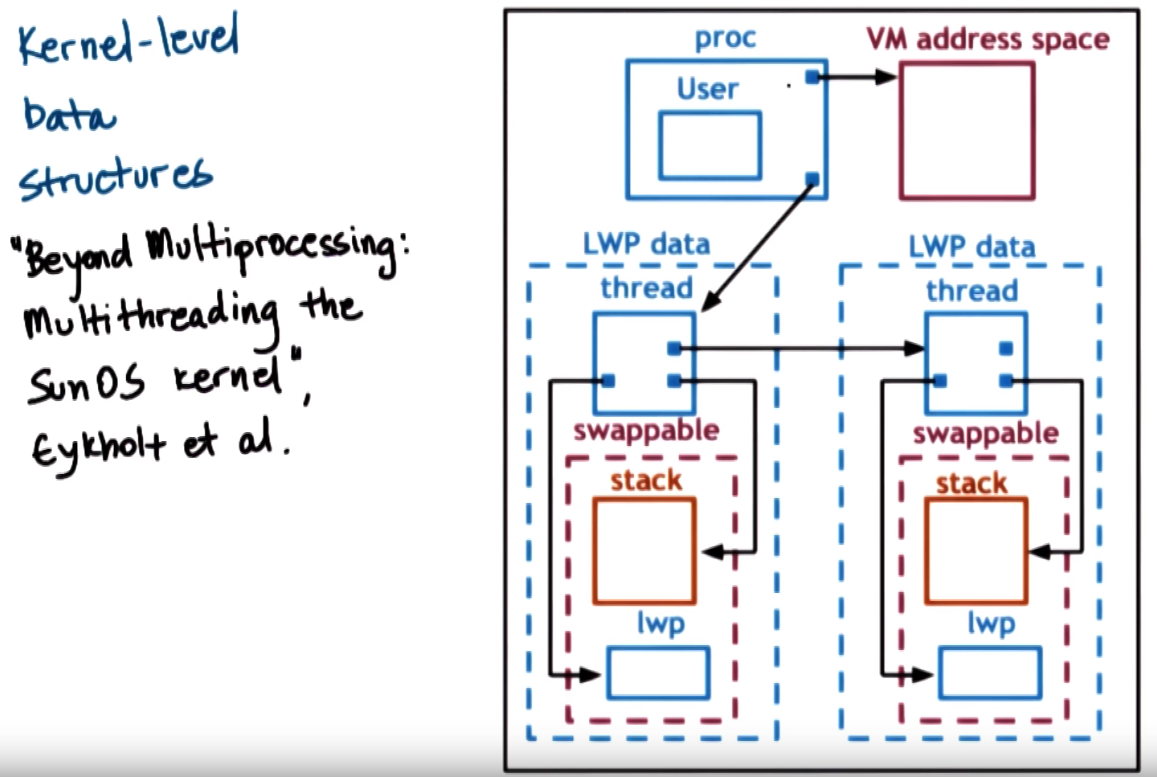 Kernel-level
Data
Structures
"Beyond Multiprocessing:
Multithreading the
SunOS kernel",
Eykholt et al.
proc
VM address space
User
LWP data
LWP data
thread
thread
swappable
swappable
stack
stack
lwp
lwp